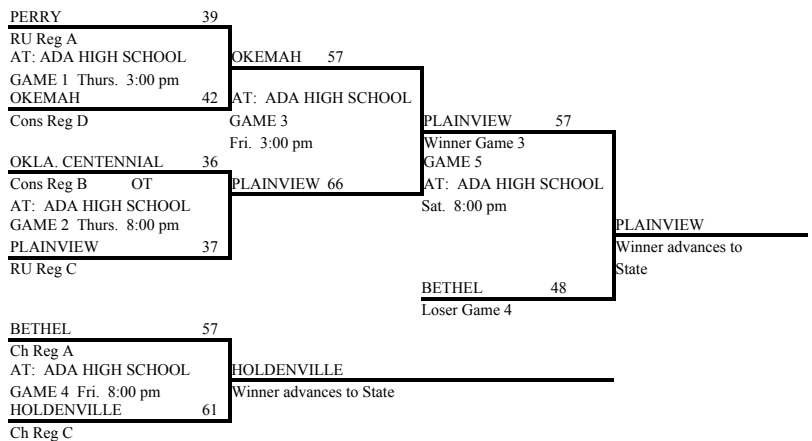 PERRY 39
RU Reg A
AT: ADA HIGH SCHOOL
GAME 1 Thurs. 3:00 pm
OKEMAH 42
Cons Reg D
OKEMAH 57
AT: ADA HIGH SCHOOL
GAME 3
Fri. 3:00 pm
OKLA. CENTENNIAL 36
Cons Reg B OT
AT: ADA HIGH SCHOOL
GAME 2 Thurs. 8:00 pm
PLAINVIEW 37
RU Reg C
PLAINVIEW 66
PLAINVIEW 57
Winner Game 3
GAME 5
AT: ADA HIGH SCHOOL
Sat. 8:00 pm
BETHEL 48
Loser Game 4
PLAINVIEW
Winner advances to
State
BETHEL 57
Ch Reg A
AT: ADA HIGH SCHOOL
GAME 4 Fri. 8:00 pm
HOLDENVILLE 61
Ch Reg C
HOLDENVILLE
Winner advances to State